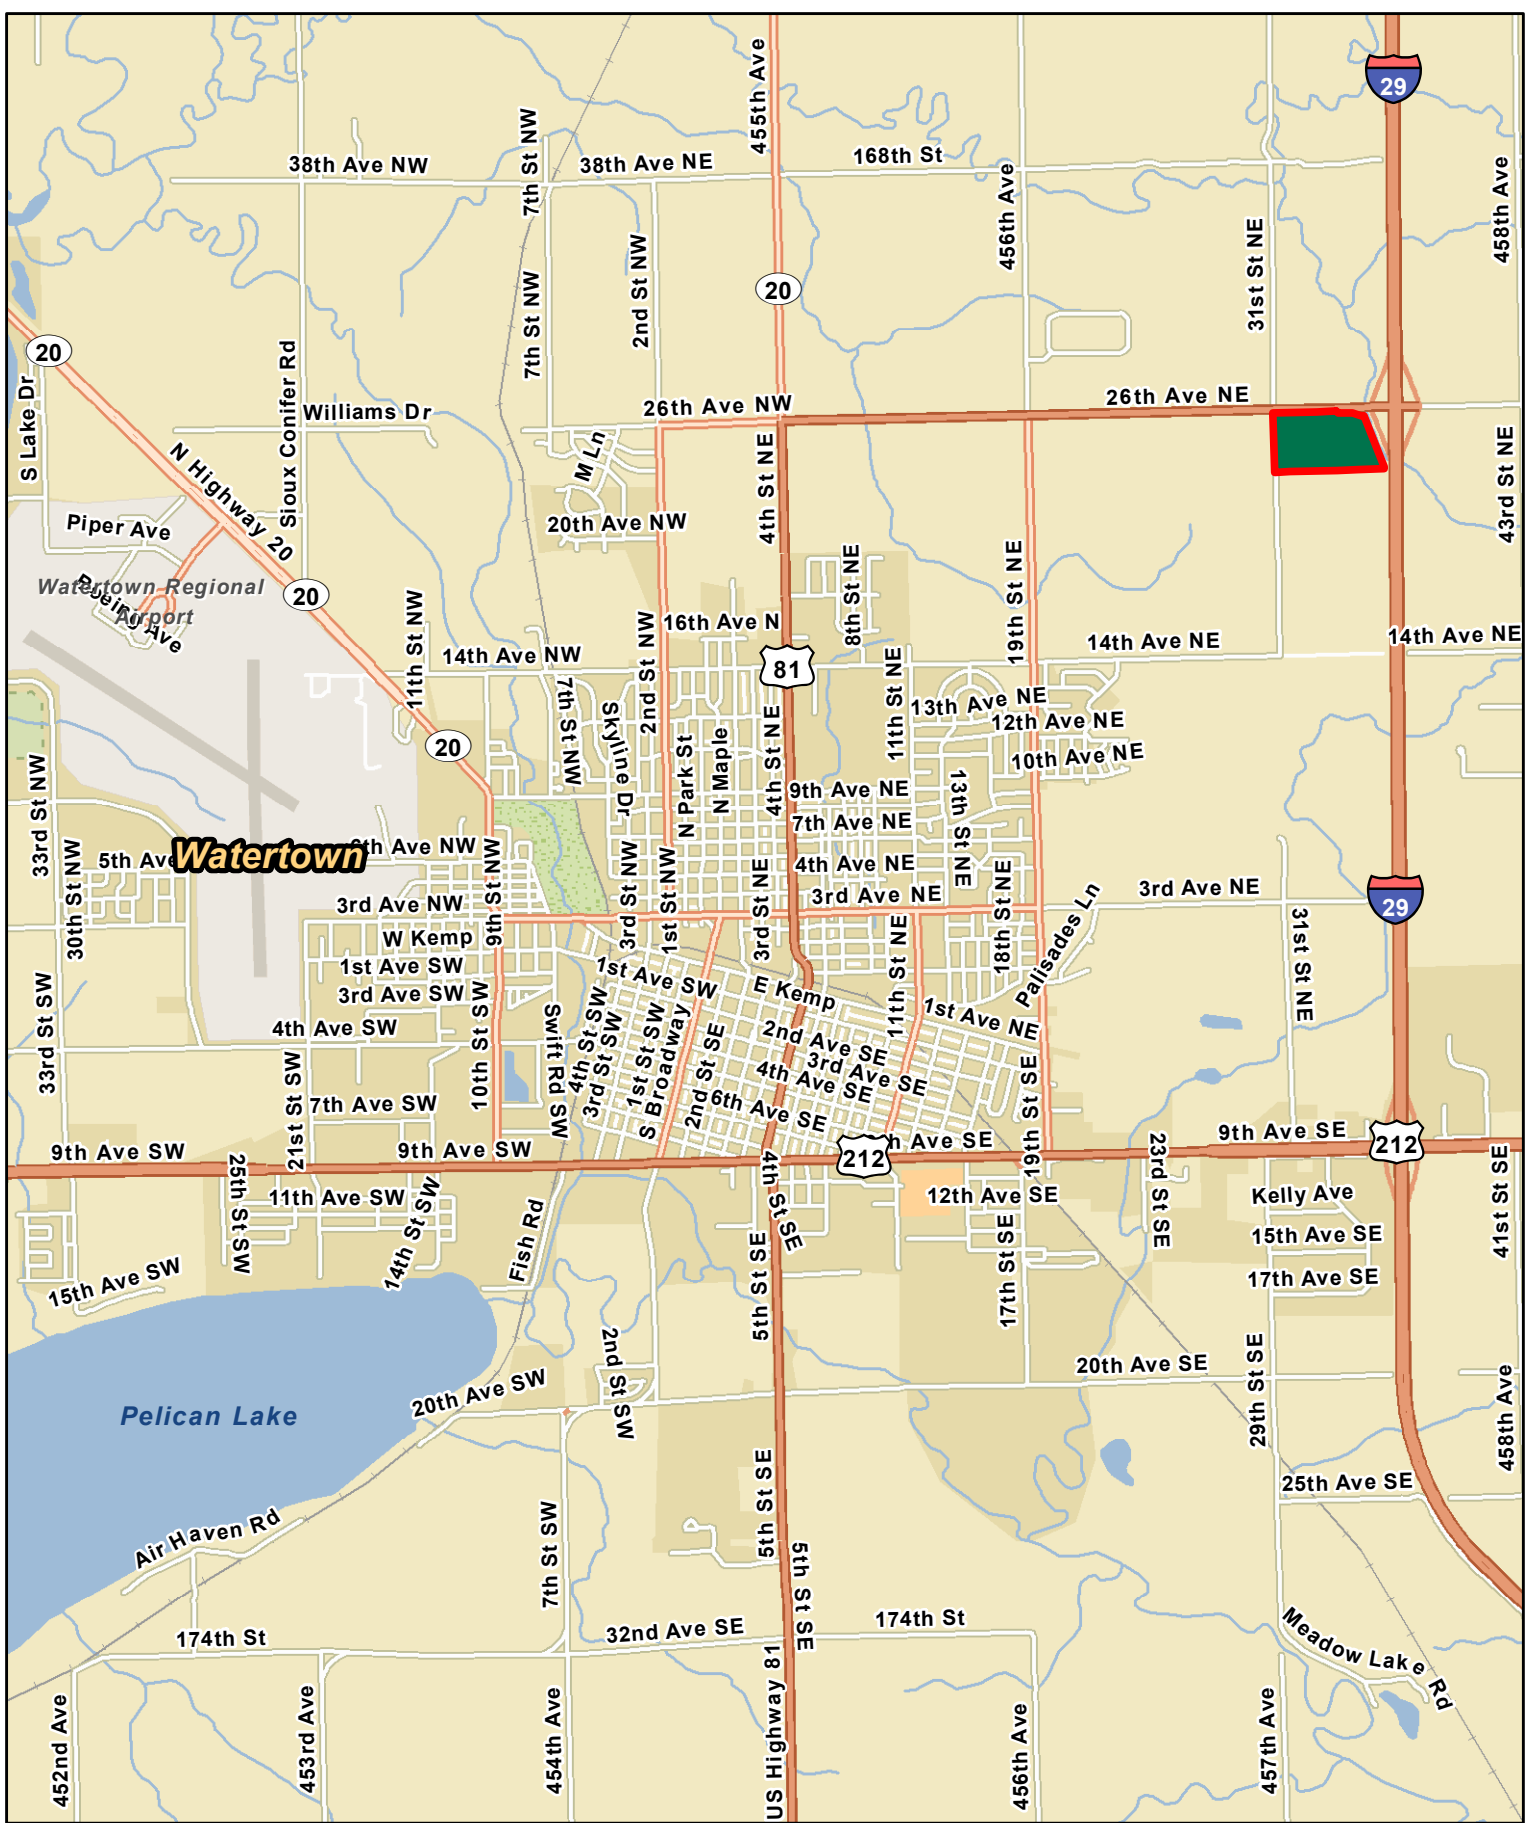 455th Ave
29
7th St NW
38th Ave NW
38th Ave NE
168th St
456th Ave
458th Ave
2nd St NW
31st St NE
7th St NW
20
20
S Lake Dr
Sioux Conifer Rd
Williams Dr
26th Ave NW
26th Ave NE
N Highway 20
M Ln
4th St NE
43rd St NE
Piper Ave
20th Ave NW
Watertown Regional
Airport
Boeing Ave
20
11th St NW
8th St NE
19th St NE
16th Ave N
2nd St NW
14th Ave NW
14th Ave NE
14th Ave NE
81
7th St NW
11th St NE
13th Ave NE
12th Ave NE
Skyline Dr
N Park St
N Maple
4th St NE
20
10th Ave NE
33rd St NW
9th Ave NE
13th St NE
7th Ave NE
Watertown
5th Ave
6th Ave NW
30th St NW
9th St NW
3rd St NW
1st St NW
3rd St NE
4th Ave NE
18th St NE
3rd Ave NE
3rd Ave NE
29
3rd Ave NW
W Kemp
Palisades Ln
31st St NE
1st Ave SW
3rd Ave SW
1st Ave SW
E Kemp
11th St NE
1st Ave NE
33rd St SW
4th Ave SW
10th St SW
Swift Rd SW
4th St SW
3rd St SW
1st St SW
S Broadway
2nd St SE
2nd Ave SE
3rd Ave SE
4th Ave SE
6th Ave SE
19th St SE
21st St SW
7th Ave SW
9th Ave SW
9th Ave SW
212
h Ave SE
9th Ave SE
212
25th St SW
11th Ave SW
14th St SW
4th St SE
12th Ave SE
23rd St SE
Kelly Ave
41st St SE
Fish Rd
5th St SE
17th St SE
15th Ave SE
15th Ave SW
17th Ave SE
2nd St SW
20th Ave SW
20th Ave SE
29th St SE
458th Ave
Pelican Lake
25th Ave SE
Air Haven Rd
7th St SW
5th St SE
5th St SE
174th St
32nd Ave SE
174th St
Meadow Lake Rd
452nd Ave
453rd Ave
454th Ave
US Highway 81
456th Ave
457th Ave